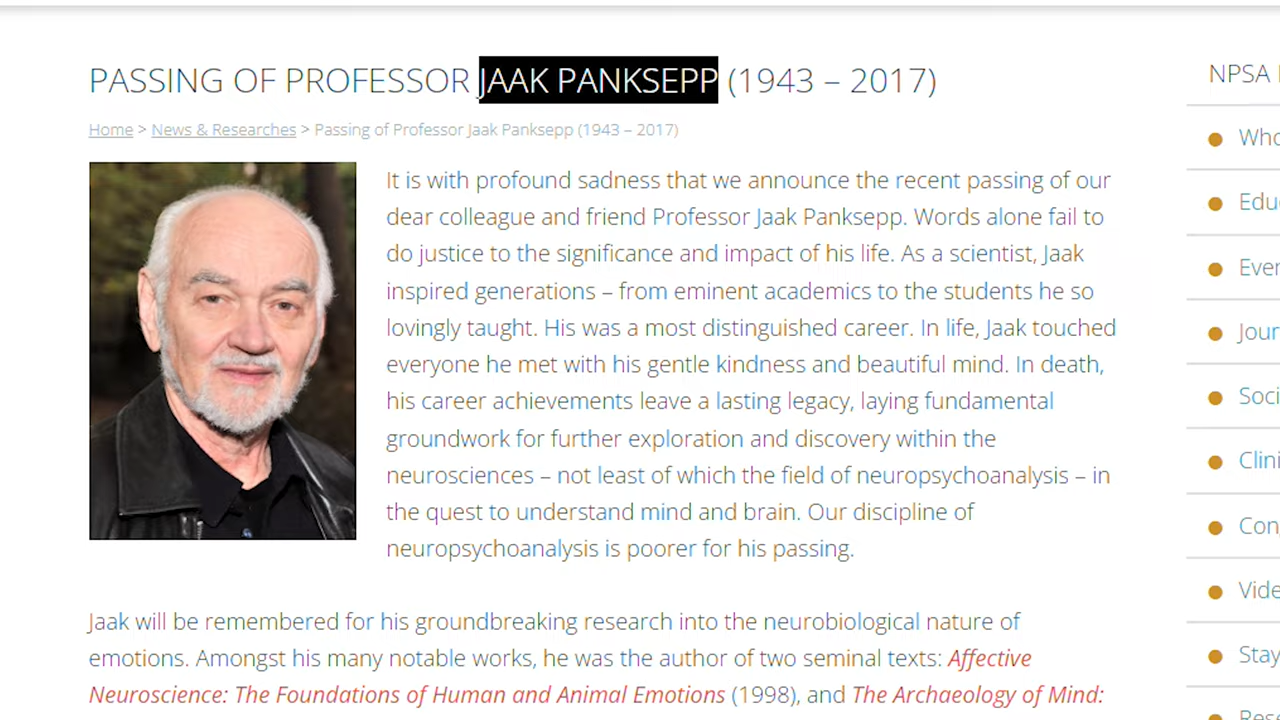 PASSING OF PROFESSOR JAAK PANKSEPP (1943 – 2017)
Home > News & Researches > Passing of Professor Jaak Panksepp (1943 – 2017)
It is with profound sadness that we announce the recent passing of our
dear colleague and friend Professor Jaak Panksepp. Words alone fail to
do justice to the significance and impact of his life. As a scientist, Jaak
inspired generations – from eminent academics to the students he so
lovingly taught. His was a most distinguished career. In life, Jaak touched
everyone he met with his gentle kindness and beautiful mind. In death,
his career achievements leave a lasting legacy, laying fundamental
groundwork for further exploration and discovery within the
neurosciences – not least of which the field of neuropsychoanalysis – in
the quest to understand mind and brain. Our discipline of
neuropsychoanalysis is poorer for his passing.
Jaak will be remembered for his groundbreaking research into the neurobiological nature of
emotions. Amongst his many notable works, he was the author of two seminal texts: Affective
Neuroscience: The Foundations of Human and Animal Emotions (1998), and The Archaeology of Mind:
NPSA